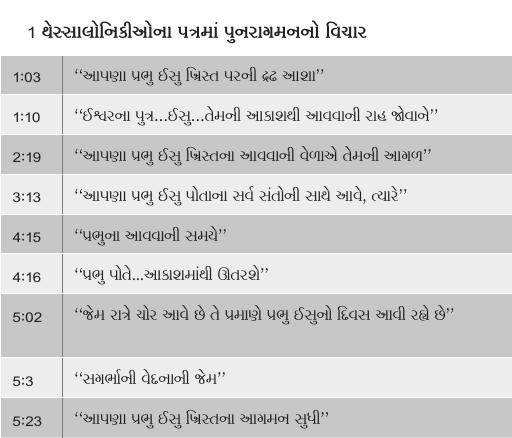 1 થેસ્સાલોનિકીઓના પત્રમાં પુનરાગમનનો વિચાર
1:03 “આપણા પ્રભુ ઈસુ ખ્રિસ્ત પરની દ્રઢ આશા”
1:10 “ઈશ્વરના પુત્ર...ઈસુ...તેમની આકાશથી આવવાની રાહ જોવાને”
2:19 “આપણા પ્રભુ ઈસુ ખ્રિસ્તના આવવાની વેળાએ તેમની આગળ”
3:13 “આપણા પ્રભુ ઈસુ પોતાના સર્વ સંતોની સાથે આવે, ત્યારે”
4:15 “પ્રભુના આવવાની સમયે”
4:16 “પ્રભુ પોતે...આકાશમાંથી ઊતરશે”
5:02 “જેમ રાત્રે ચોર આવે છે તે પ્રમાણે પ્રભુ ઈસુનો દિવસ આવી રહ્યે છે”
5:3 “સગર્ભાની વેદનાની જેમ”
5:23 “આપણા પ્રભુ ઈસુ ખ્રિસ્તના આગમન સુધી”